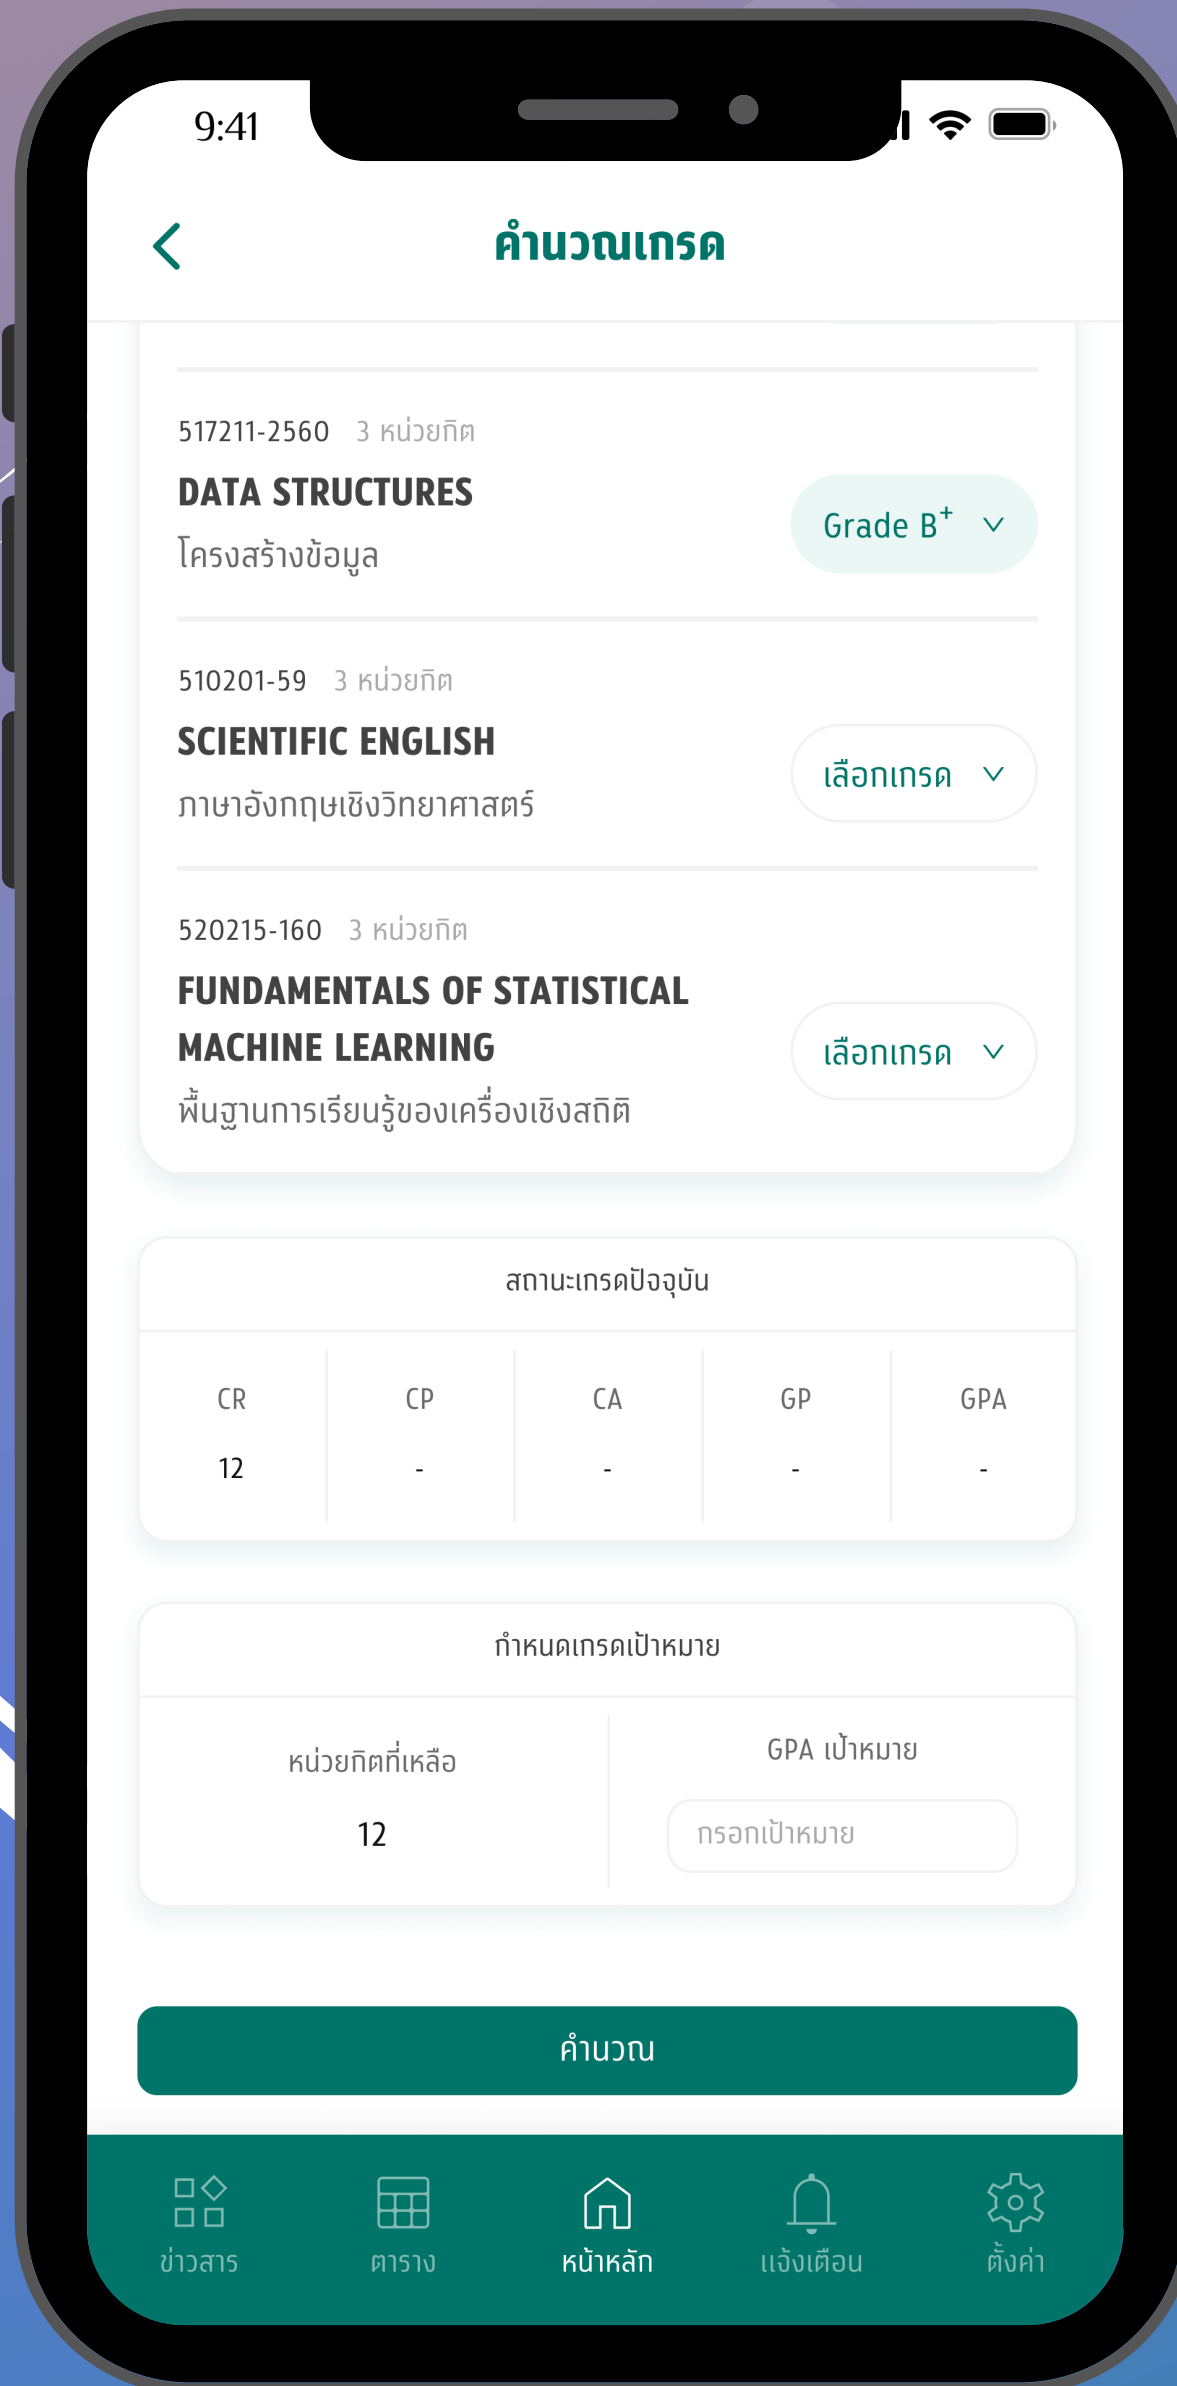 9:41
คำนวณเกรด
517211-2560 3 หน่วยกิต
DATA STRUCTURES
โครงสร้างข้อมูล
Grade B+
510201-59 3 หน่วยกิต
SCIENTIFIC ENGLISH
ภาษาอังกฤษเชิงวิทยาศาสตร์
เลือกเกรด
520215-160 3 หน่วยกิต
FUNDAMENTALS OF STATISTICAL
MACHINE LEARNING
พื้นฐานการเรียนรู้ของเครื่องเชิงสถิติ
เลือกเกรด
สถานะเกรดปัจจุบัน
CR CP CA GP GPA
12 - - - -
กำหนดเกรดเป้าหมาย
หน่วยกิตที่เหลือ
12
GPA เป้าหมาย
กรอกเป้าหมาย
คำนวณ
ข่าวสาร ตาราง หน้าหลัก แจ้งเตือน ตั้งค่า